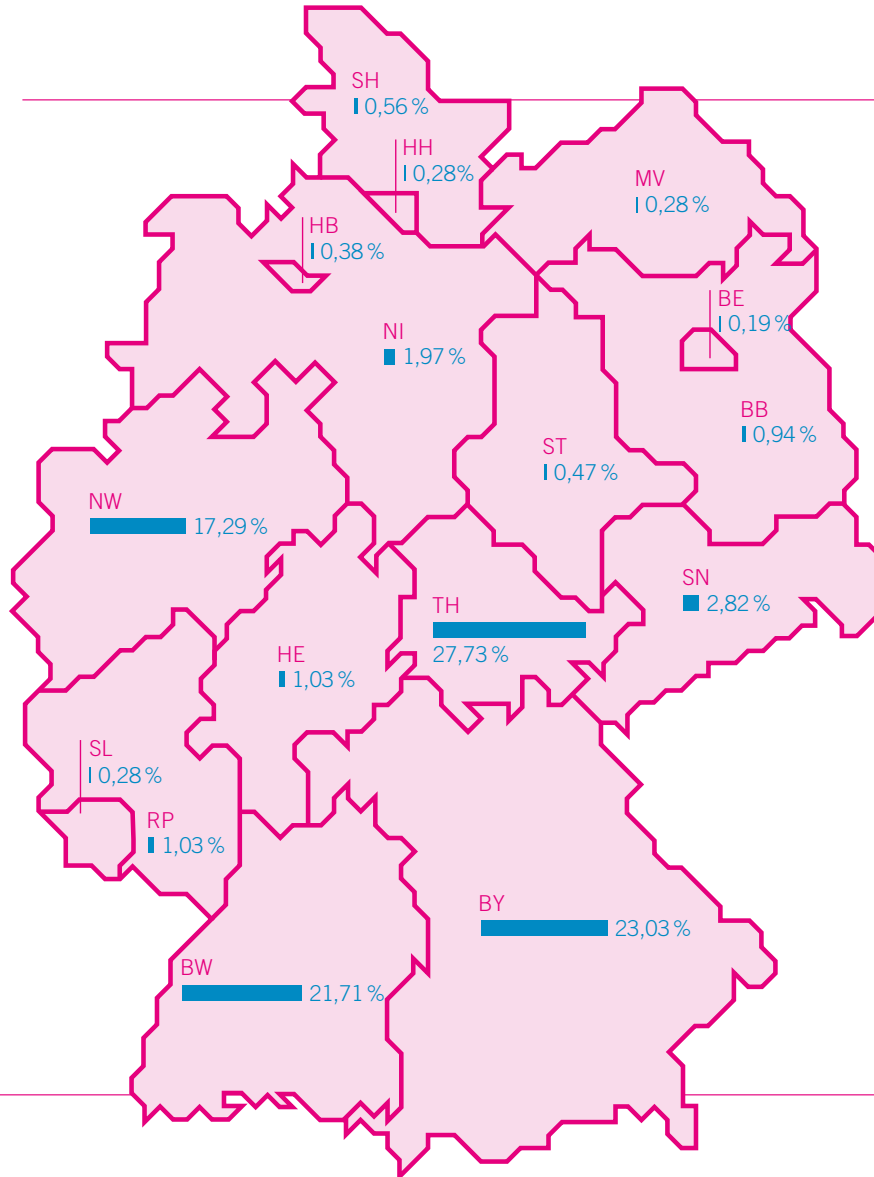 SH
0,56 %
HH
0,28%
MV
0,28 %
HB
0,38 %
BE
0,19 %
NI
1,97 %
BB
0,94 %
ST
0,47 %
NW
17,29 %
SN
2,82 %
TH
27,73 %
HE
1,03 %
SL
0,28 %
RP
1,03 %
BY
23,03 %
BW
21,71 %